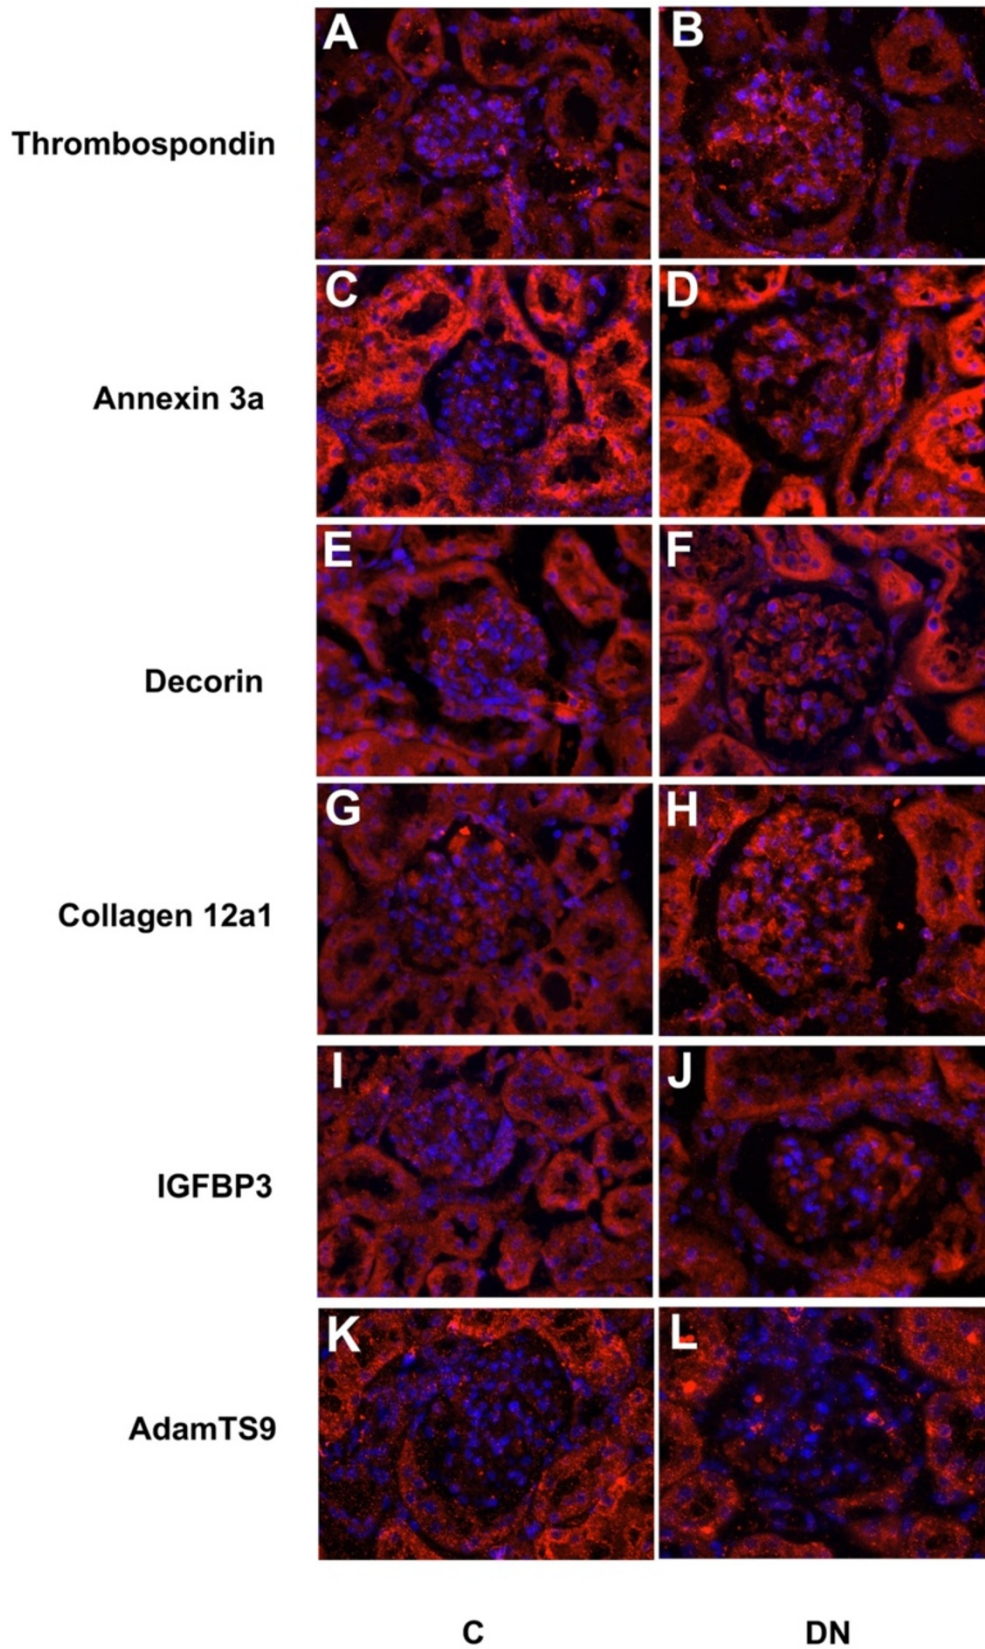 A
B
Thrombospondin
C
D
Annexin 3a
E
F
Decorin
G
H
Collagen 12a1
I
J
IGFBP3
K
L
AdamTS9
C
DN